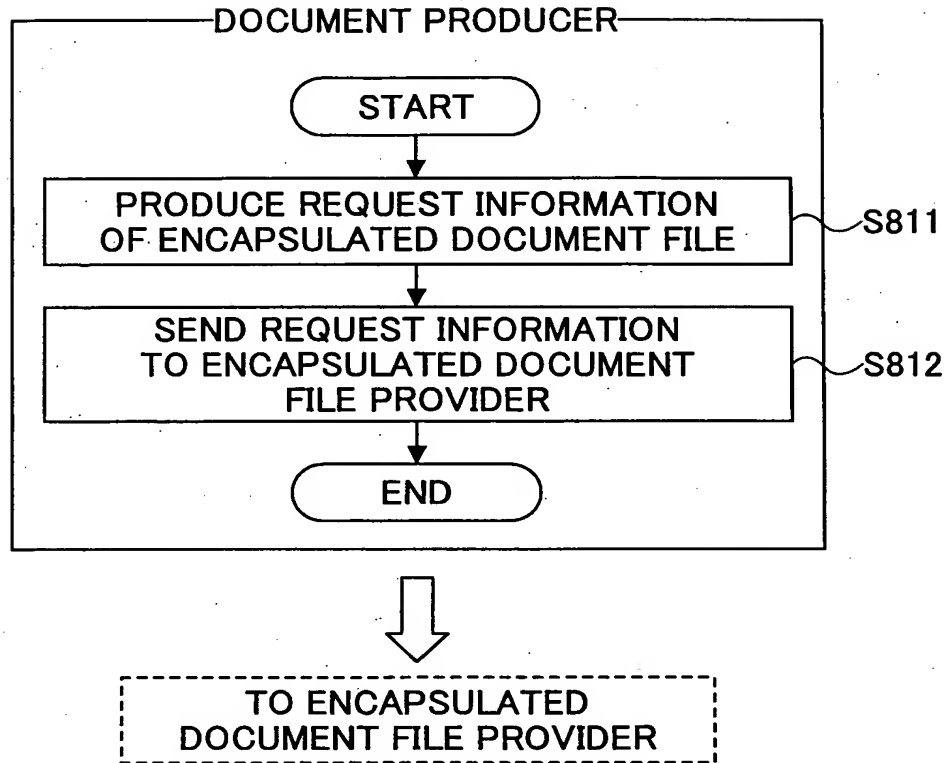 DOCUMENT PRODUCER
START
PRODUCE REQUEST INFORMATION
OF ENCAPSULATED DOCUMENT FILE
S811
SEND REQUEST INFORMATION
TO ENCAPSULATED DOCUMENT
FILE PROVIDER
S812
END
TO ENCAPSULATED
DOCUMENT FILE PROVIDER